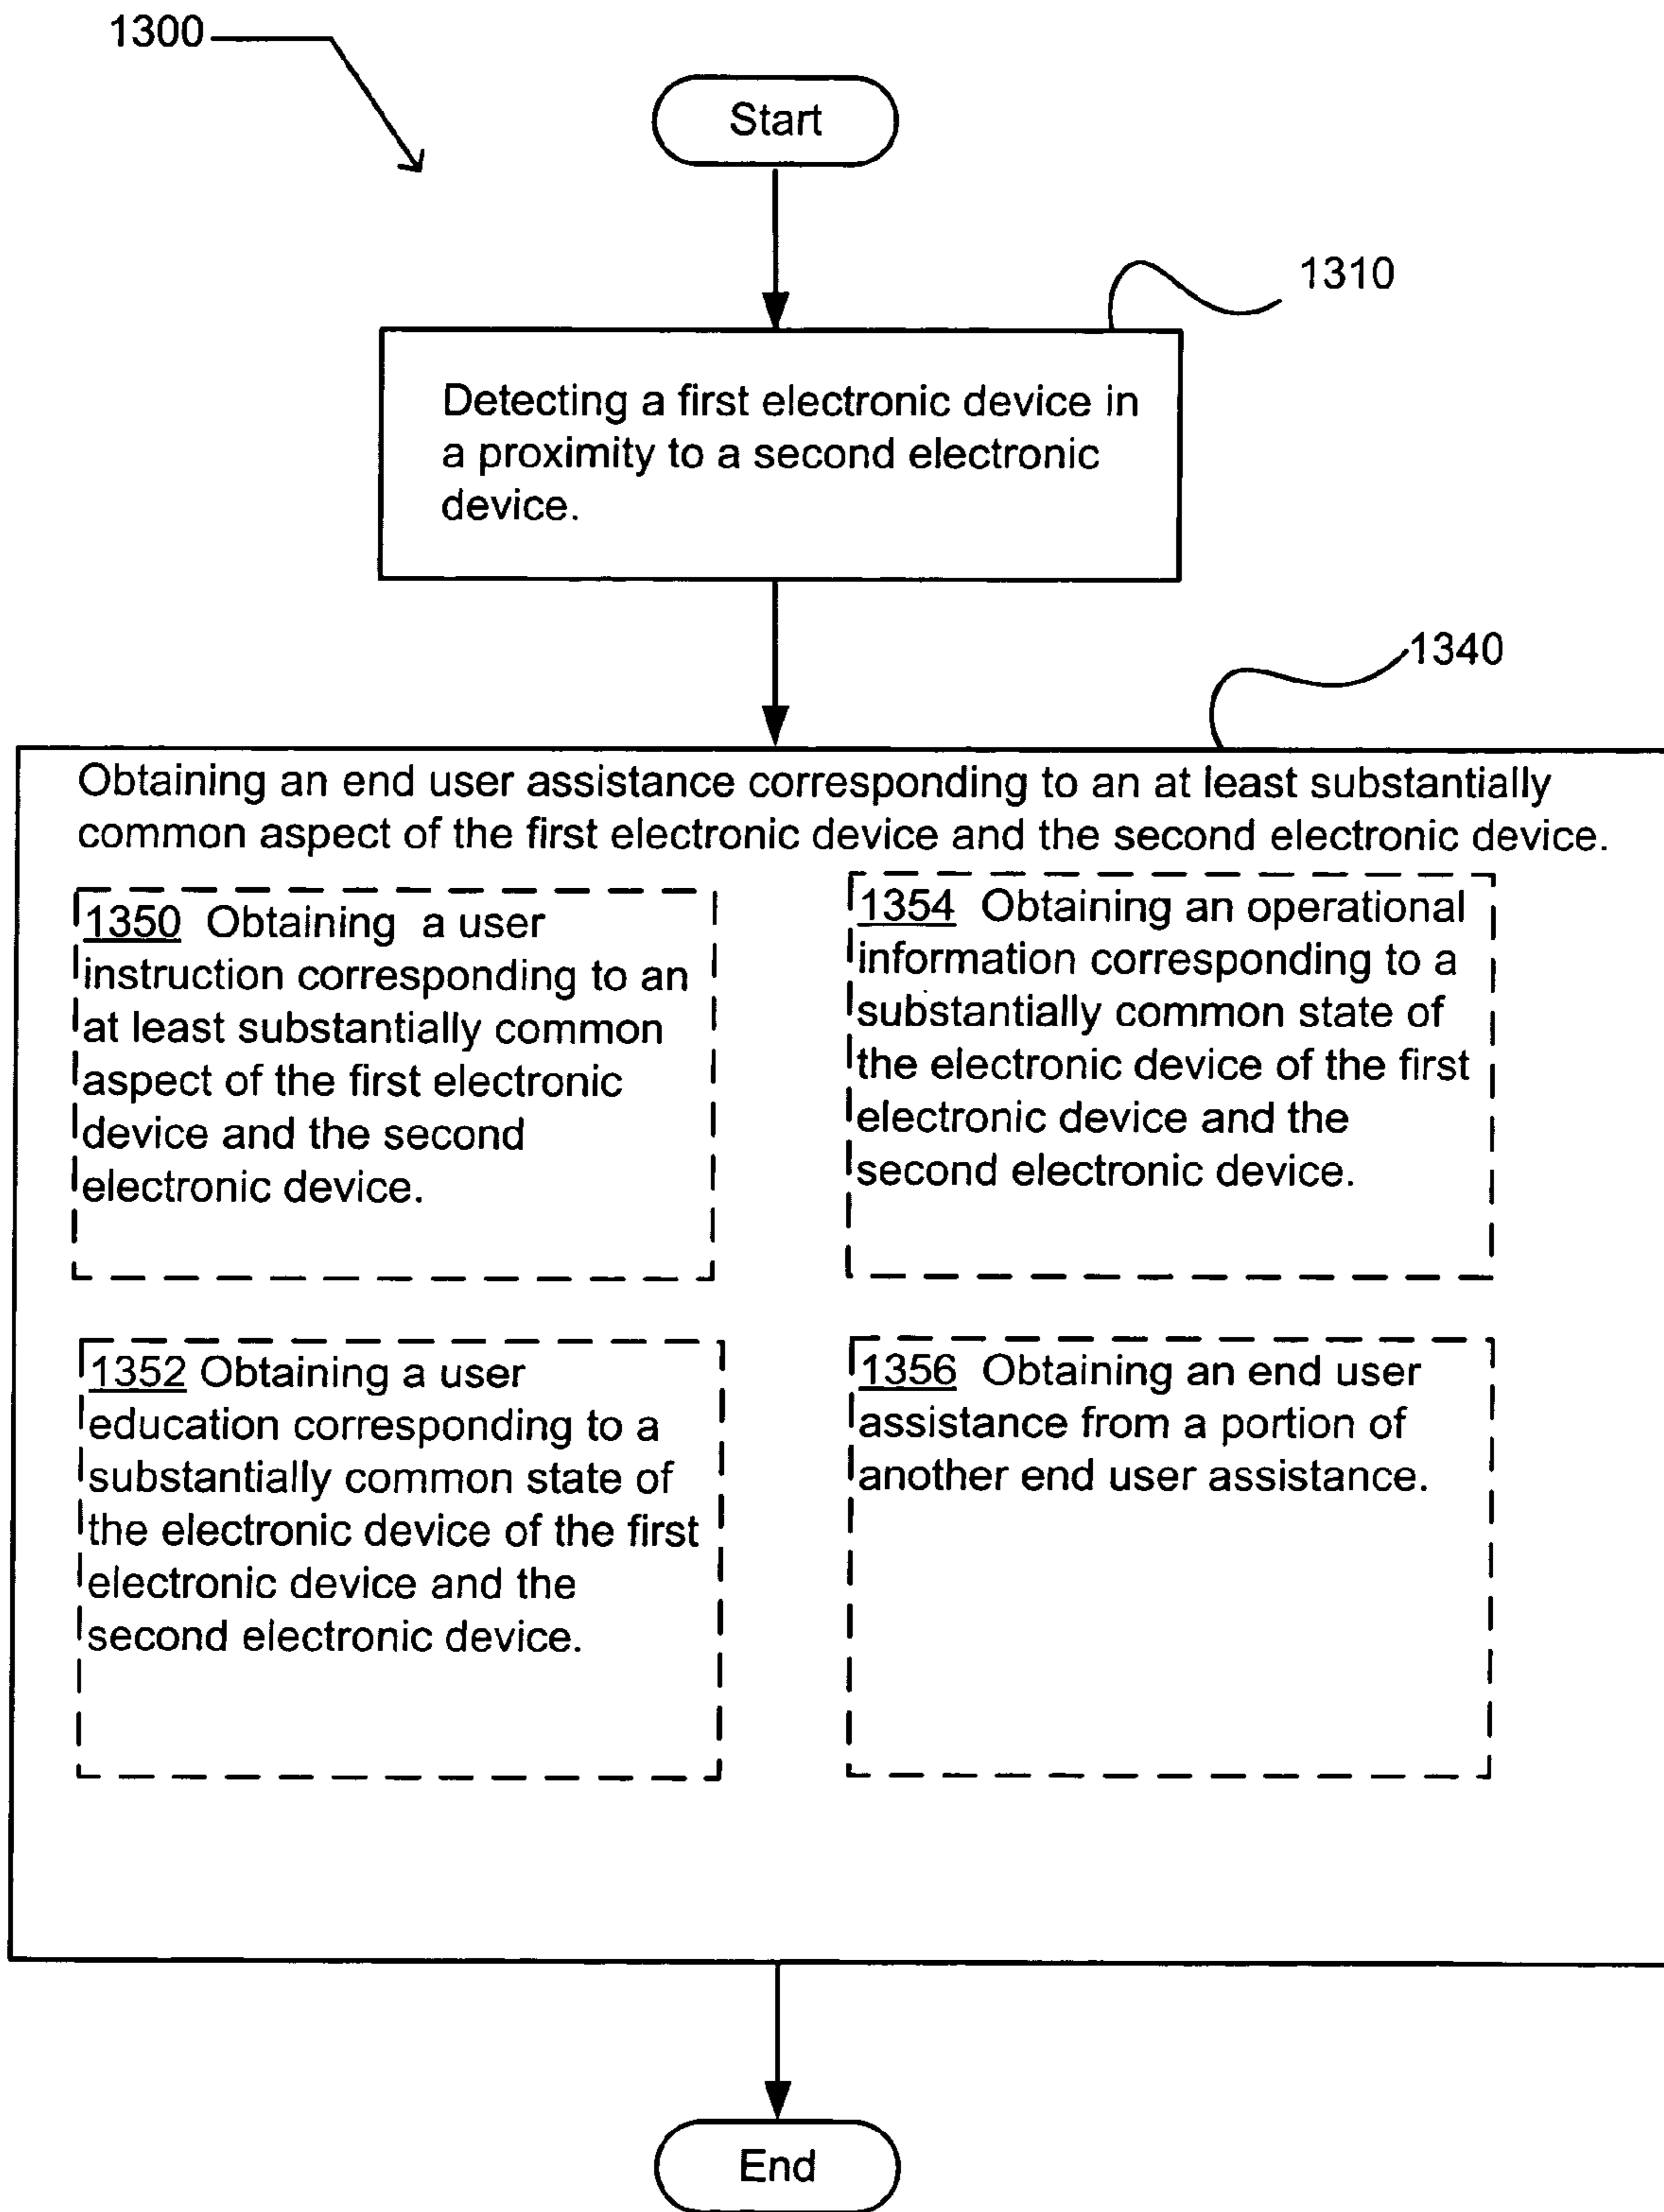 1300
Start
1310
Detecting a first electronic device in
a proximity to a second electronic
device.
1340
Obtaining an end user assistance corresponding to an at least substantially
common aspect of the first electronic device and the second electronic device.
1350 Obtaining a user
instruction corresponding to an
at least substantially common
aspect of the first electronic
device and the second
electronic device.
1354 Obtaining an operational
information corresponding to a
substantially common state of
the electronic device of the first
electronic device and the
second electronic device.
1352 Obtaining a user
education corresponding to a
substantially common state of
the electronic device of the first
electronic device and the
second electronic device.
1356 Obtaining an end user
assistance from a portion of
another end user assistance.
End